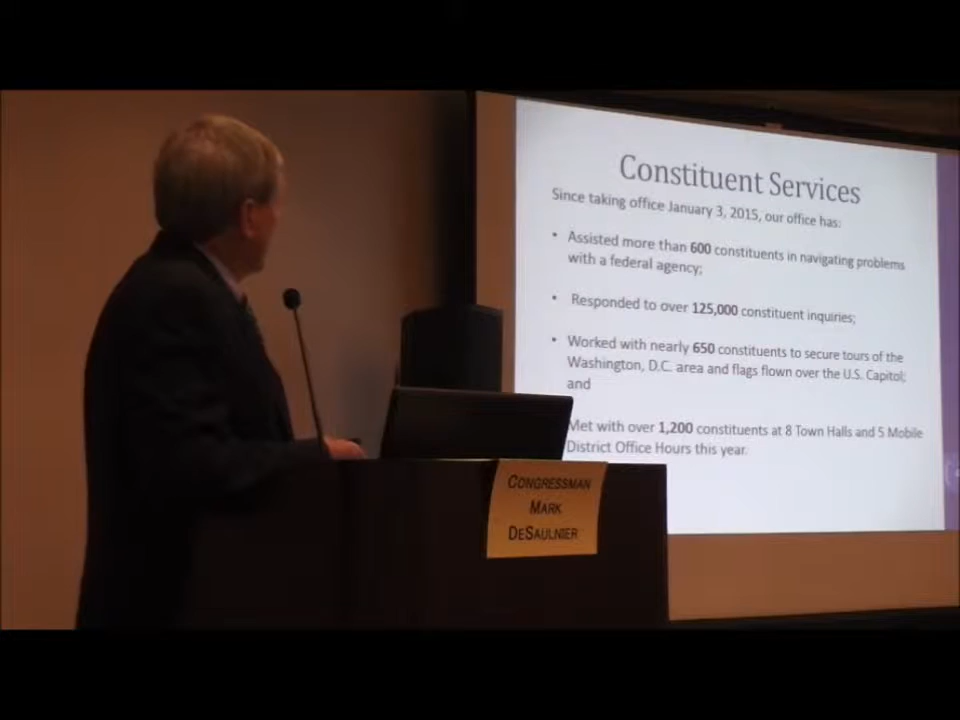 Constituent Services
Since taking office January 3, 2015, our office has:
• Assisted more than 600 constituents in navigating problems
with a federal agency;
• Responded to over 125,000 constituent inquiries;
• Worked with nearly 650 constituents to secure tours of the
Washington, D.C. area and flags flown over the U.S. Capitol;
and
Met with over 1,200 constituents at 8 Town Halls and 5 Mobile
District Office Hours this year.
CONGRESSMAN
MARK
DESAULNIER